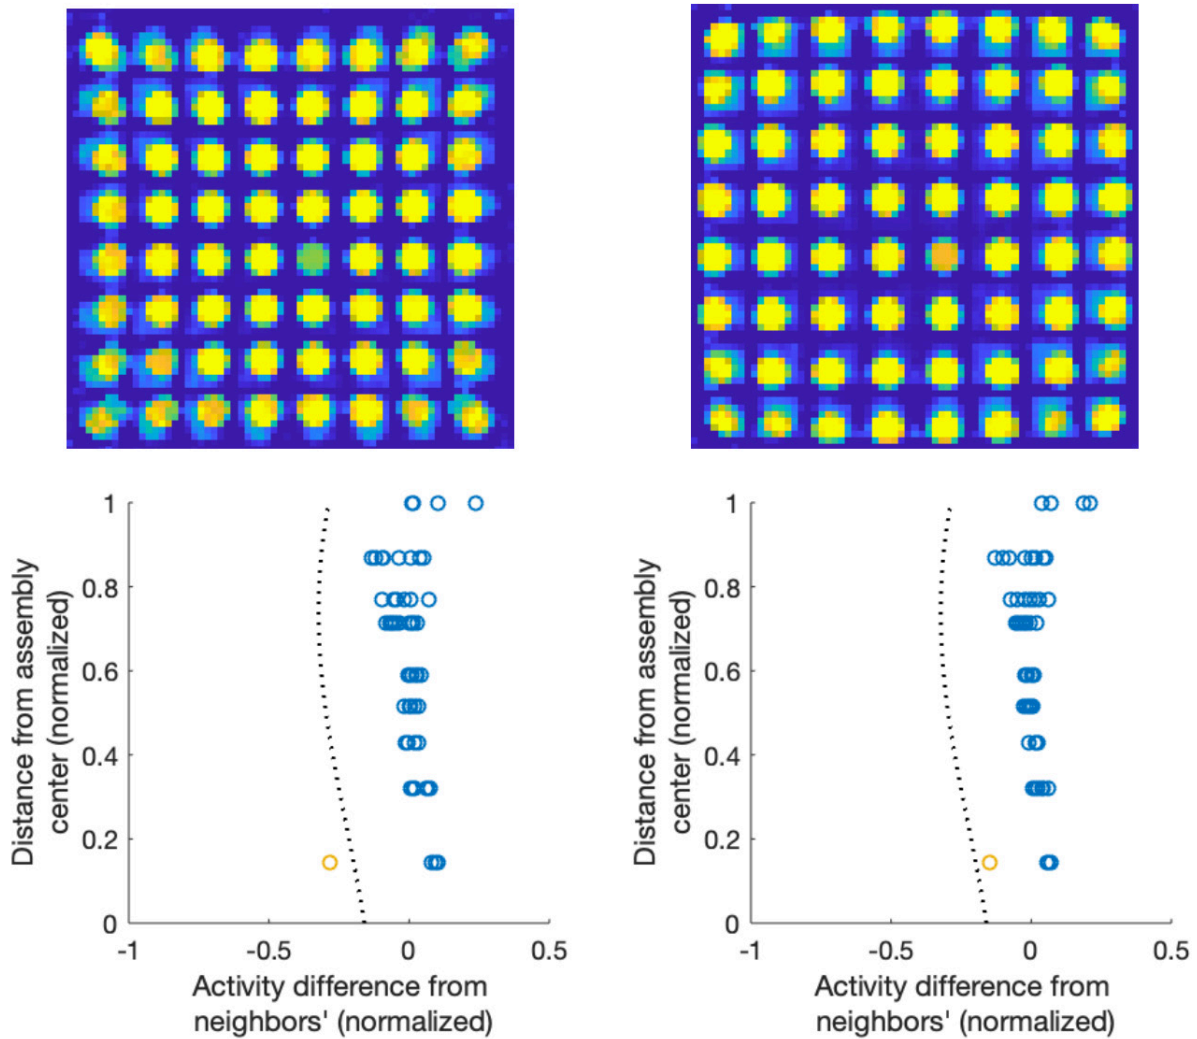 1
0.8
0.6
0.4
0.2
0
-1
-0.5
0
0.5
Distance from assembly
center (normalized)
Activity difference from
neighbors' (normalized)
1
0.8
0.6
0.4
0.2
0
-1
-0.5
0
0.5
Distance from assembly
center (normalized)
Activity difference from
neighbors' (normalized)